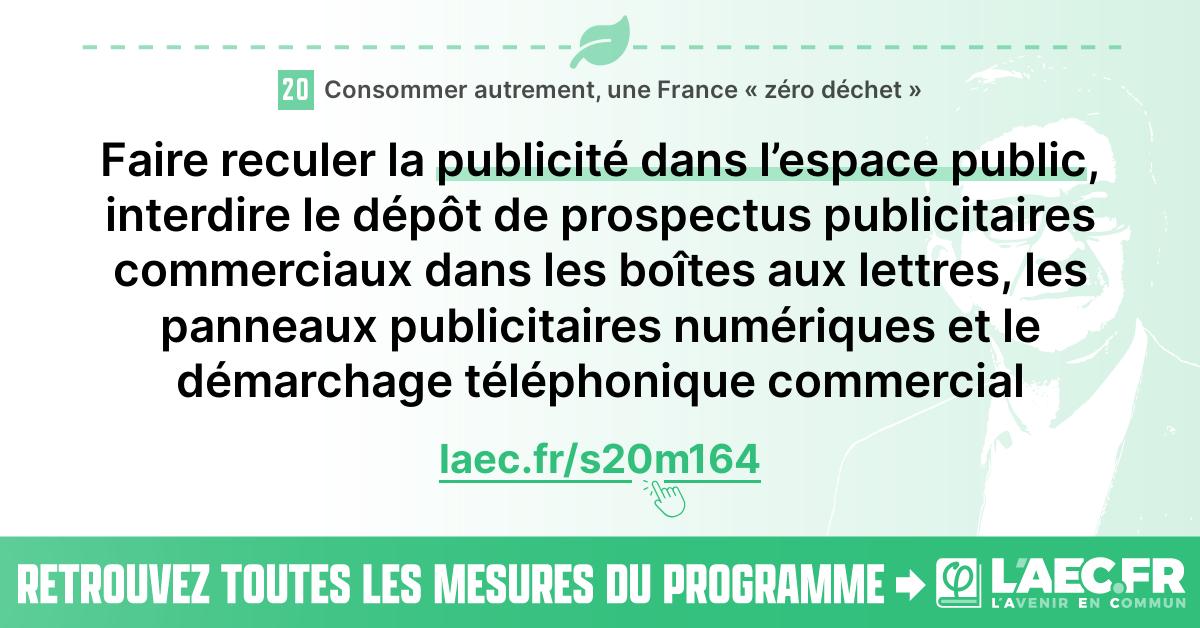 20 Consommer autrement, une France « zéro déchet »
Faire reculer la publicité dans l’espace public,
interdire le dépôt de prospectus publicitaires
commerciaux dans les boîtes aux lettres, les
panneaux publicitaires numériques et le
démarchage téléphonique commercial
laec.fr/s20m164
RETROUVEZ TOUTES LES MESURES DU PROGRAMME
φ L'AEC.FR
L'AVENIR EN COMMUN